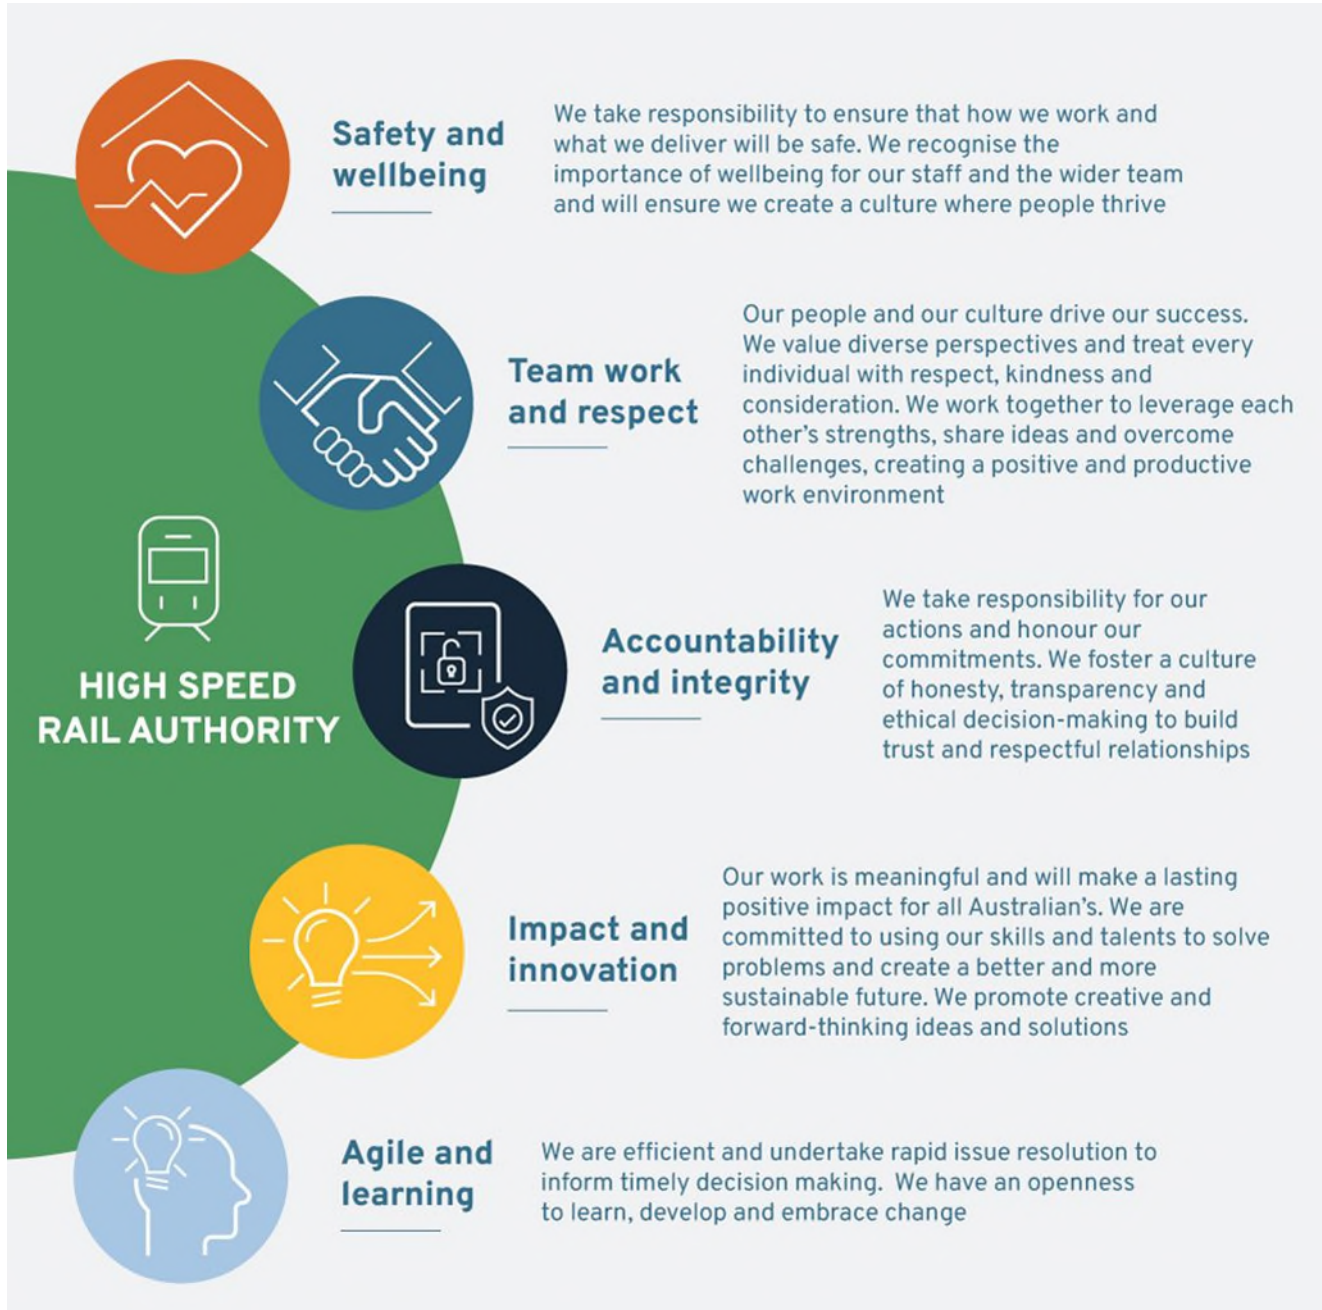 Safety and
wellbeing
We take responsibility to ensure that how we work and
what we deliver will be safe. We recognise the
importance of wellbeing for our staff and the wider team
and will ensure we create a culture where people thrive
Team work
and respect
Our people and our culture drive our success.
We value diverse perspectives and treat every
individual with respect, kindness and
consideration. We work together to leverage each
other's strengths, share ideas and overcome
challenges, creating a positive and productive
work environment
HIGH SPEED
RAIL AUTHORITY
Accountability
and integrity
We take responsibility for our
actions and honour our
commitments. We foster a culture
of honesty, transparency and
ethical decision-making to build
trust and respectful relationships
Impact and
innovation
Our work is meaningful and will make a lasting
positive impact for all Australian's. We are
committed to using our skills and talents to solve
problems and create a better and more
sustainable future. We promote creative and
forward-thinking ideas and solutions
Agile and
learning
We are efficient and undertake rapid issue resolution to
inform timely decision making.  We have an openness
to learn, develop and embrace change